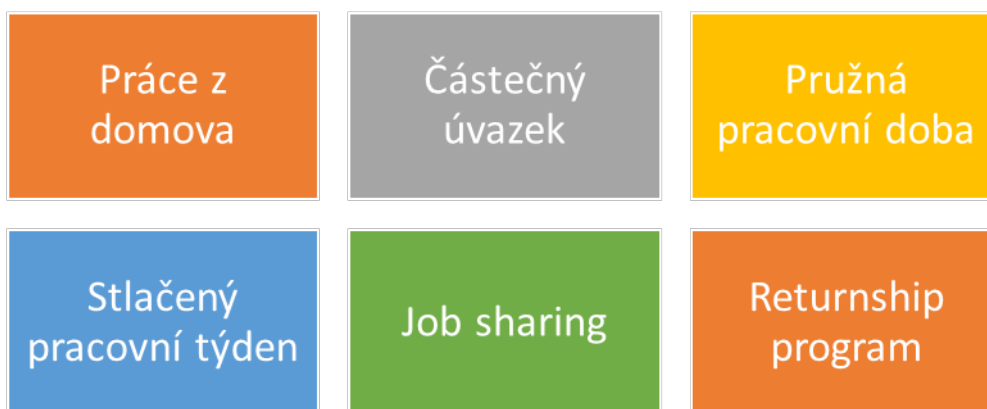 Práce z
domova
Částečný
úvazek
Pružná
pracovní doba
Stlačený
pracovní týden
Job sharing
Returnship
program